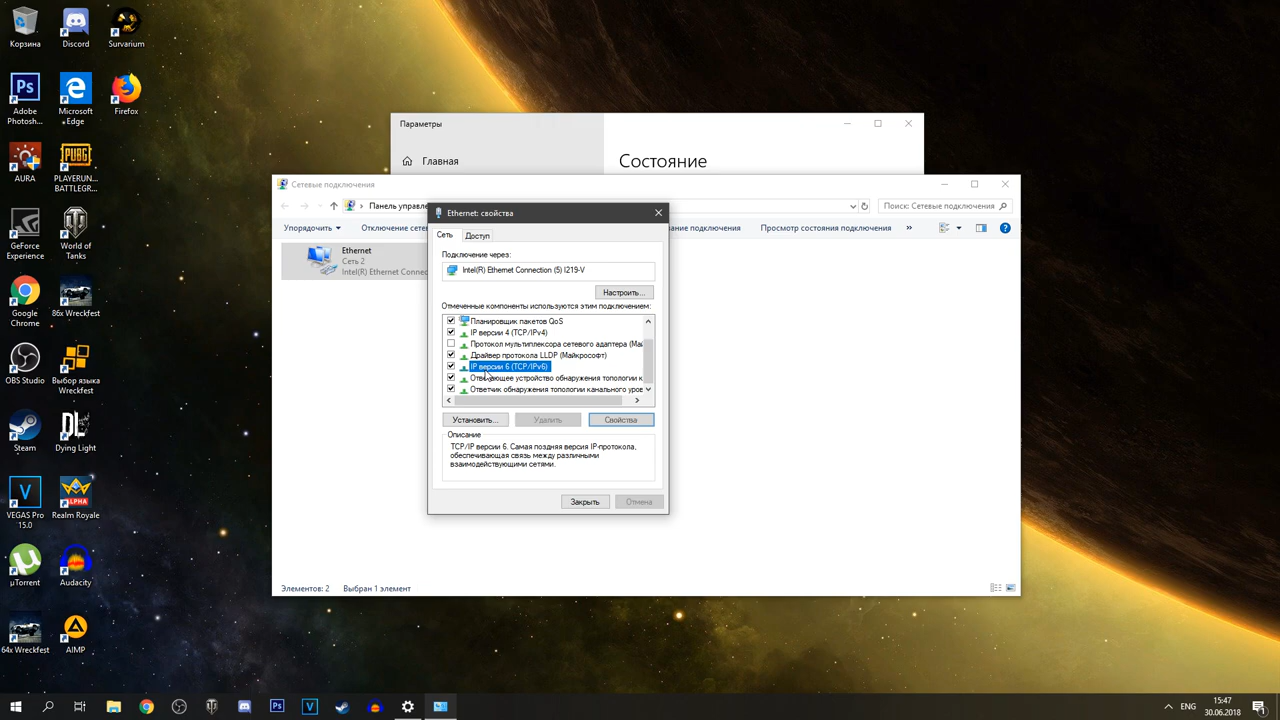 Корзина
Discord
Survarium
Adobe
Photosh...
Microsoft
Edge
Firefox
AURA
PLAYERUN...
BATTLEGR...
GeForce
Experience
World of
Tanks
Google
Chrome
86x Wreckfest
OBS Studio
Выбор языка
Wreckfest
Steam
Dying Light
VEGAS Pro
15.0
ALPHA
Realm Royale
µTorrent
Audacity
64x Wreckfest
AIMP
Параметры
Главная
Состояние
Сетевые подключения
Панель управле
Поиск: Сетевые подключения
Упорядочить
Отключение сете
ание подключения
Просмотр состояния подключения
»
Ethernet
Сеть 2
Intel(R) Ethernet Connec
Ethernet: свойства
Сеть
Доступ
Подключение через:
Intel(R) Ethernet Connection (5) I219-V
Настроить...
Отмеченные компоненты используются этим подключением:
Планировщик пакетов QoS
IP версии 4 (TCP/IPv4)
Протокол мультиплексора сетевого адаптера (Май
Драйвер протокола LLDP (Майкрософт)
IP версии 6 (TCP/IPv6)
Отвечающее устройство обнаружения топологии к
Ответчик обнаружения топологии канального уров
Установить...
Удалить
Свойства
Описание
TCP/IP версии 6. Самая поздняя версия IP-протокола,
обеспечивающая связь между различными
взаимодействующими сетями.
Закрыть
Отмена
Элементов: 2
Выбран 1 элемент
ENG
15:47
30.06.2018